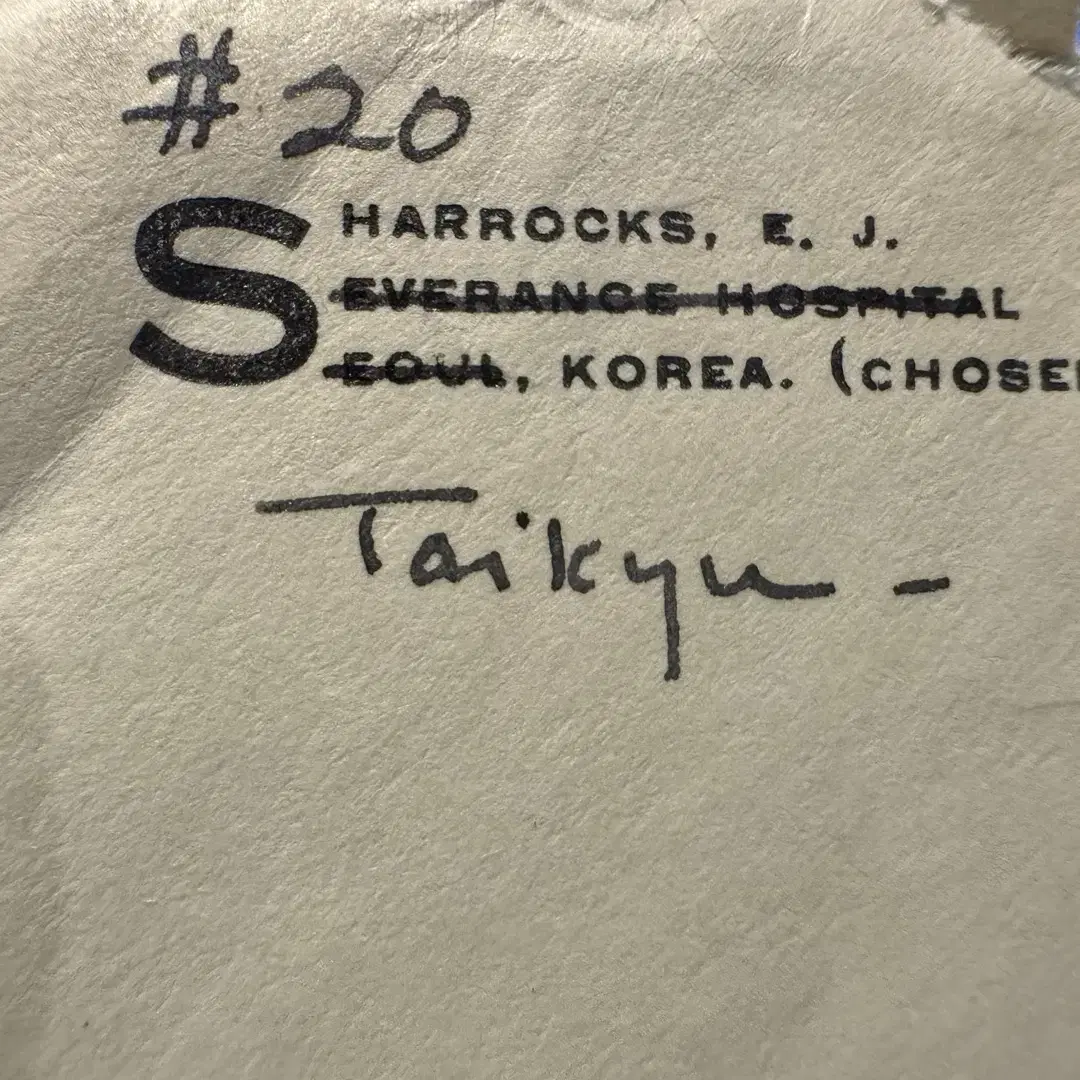 #20
SHARROCKS, E. J.
SEVERANCE HOSPITAL
SEOUL, KOREA. (CHOSE
Taikyu -